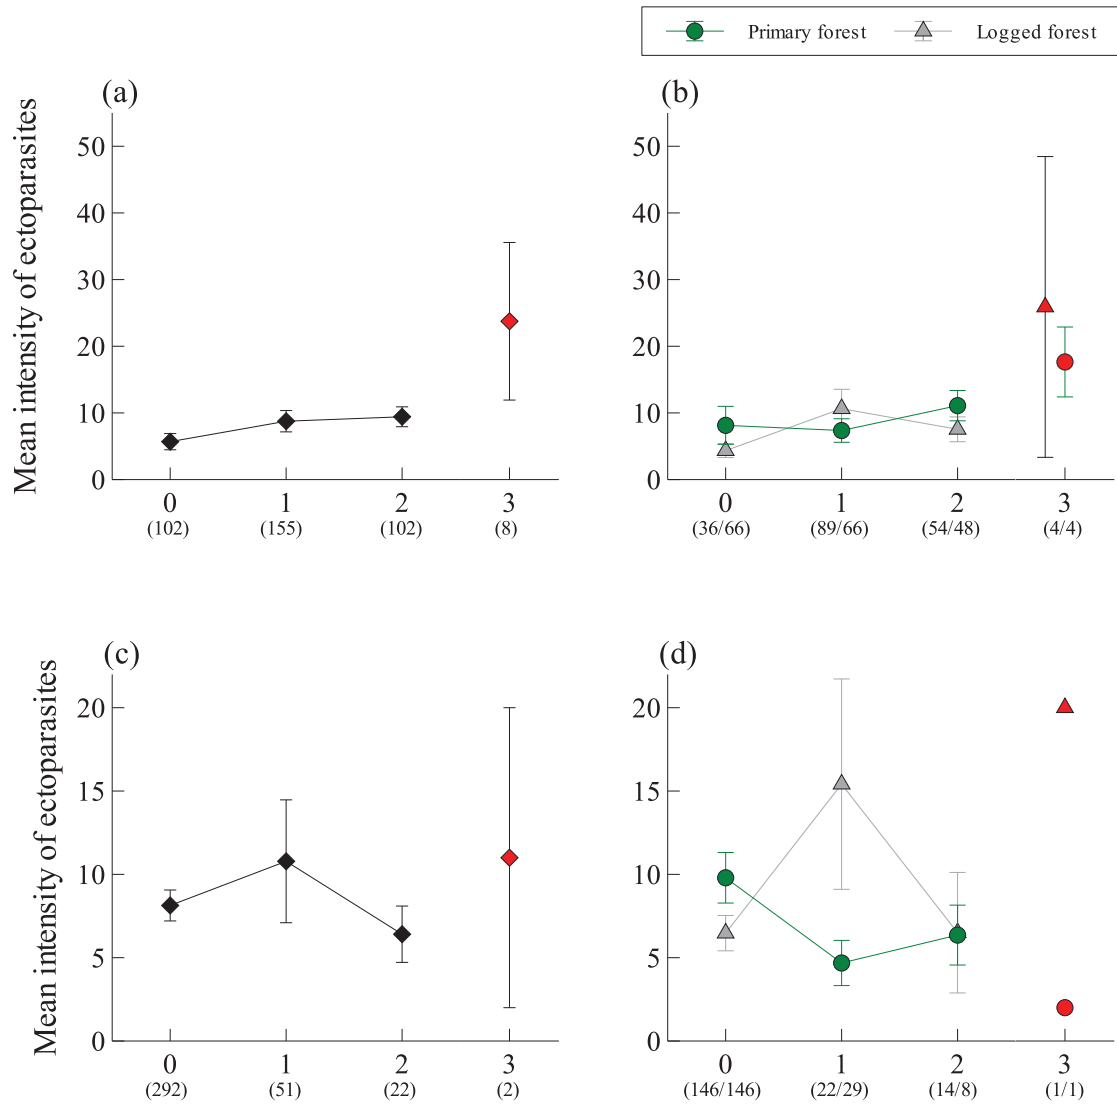 Primary forest Logged forest
(a)
Mean intensity of ectoparasites
50
40
30
20
10
0
0 1 2 3
(102) (155) (102) (8)
(b)
50
40
30
20
10
0
0 1 2 3
(36/66) (89/66) (54/48) (4/4)
(c)
Mean intensity of ectoparasites
20
15
10
5
0
0 1 2 3
(292) (51) (22) (2)
(d)
20
15
10
5
0
0 1 2 3
(146/146) (22/29) (14/8) (1/1)